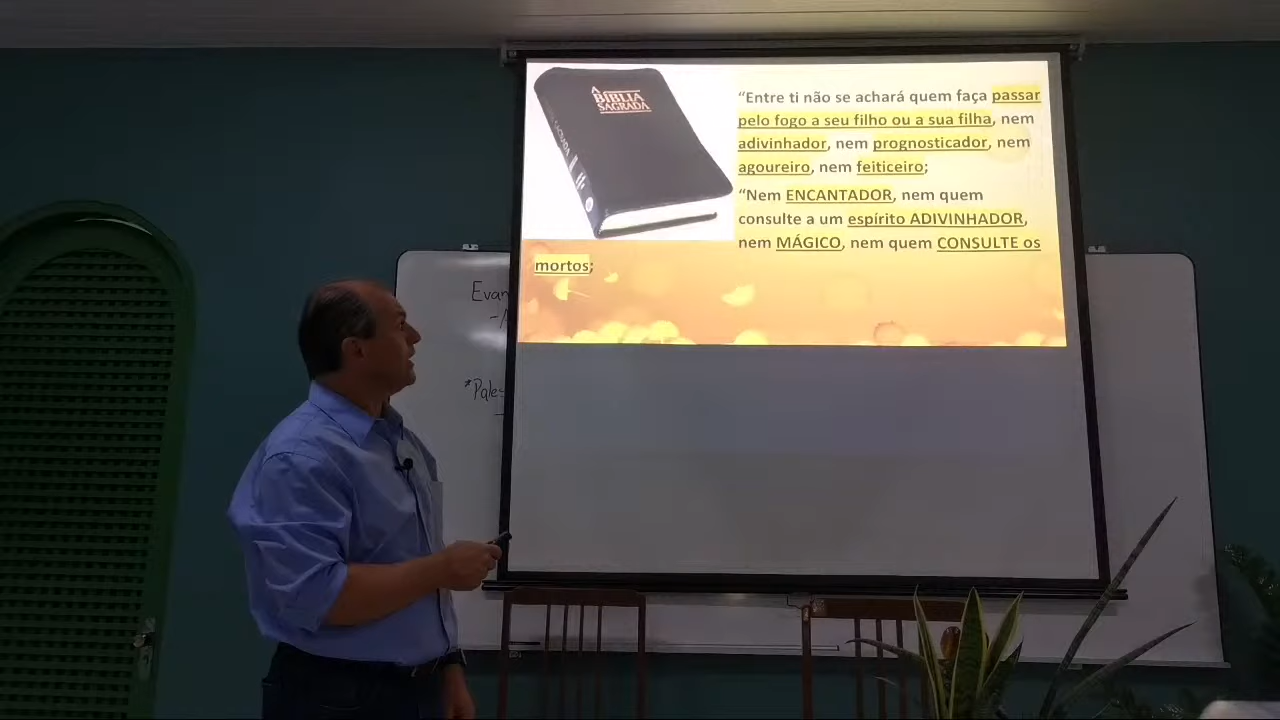 A
BÍBLIA
SAGRADA
“Entre ti não se achará quem faça passar
pelo fogo a seu filho ou a sua filha, nem
adivinhador, nem prognosticador, nem
agoureiro, nem feiticeiro;
“Nem ENCANTADOR, nem quem
consulte a um espírito ADIVINHADOR,
nem MÁGICO, nem quem CONSULTE os
mortos;
Evan
*Pales